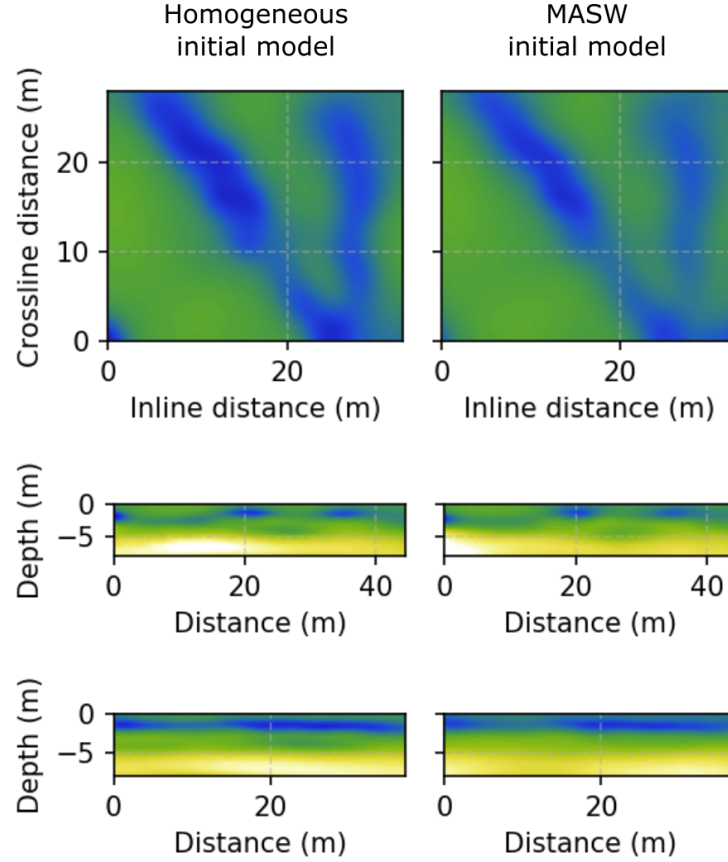 Homogeneous
initial model
MASW
initial model
Crossline distance (m)
20
10
0
0
20
Inline distance (m)
0
20
Inline distance (m)
Depth (m)
0
−5
0
20
40
Distance (m)
0
20
40
Distance (m)
Depth (m)
0
−5
0
20
Distance (m)
0
20
Distance (m)